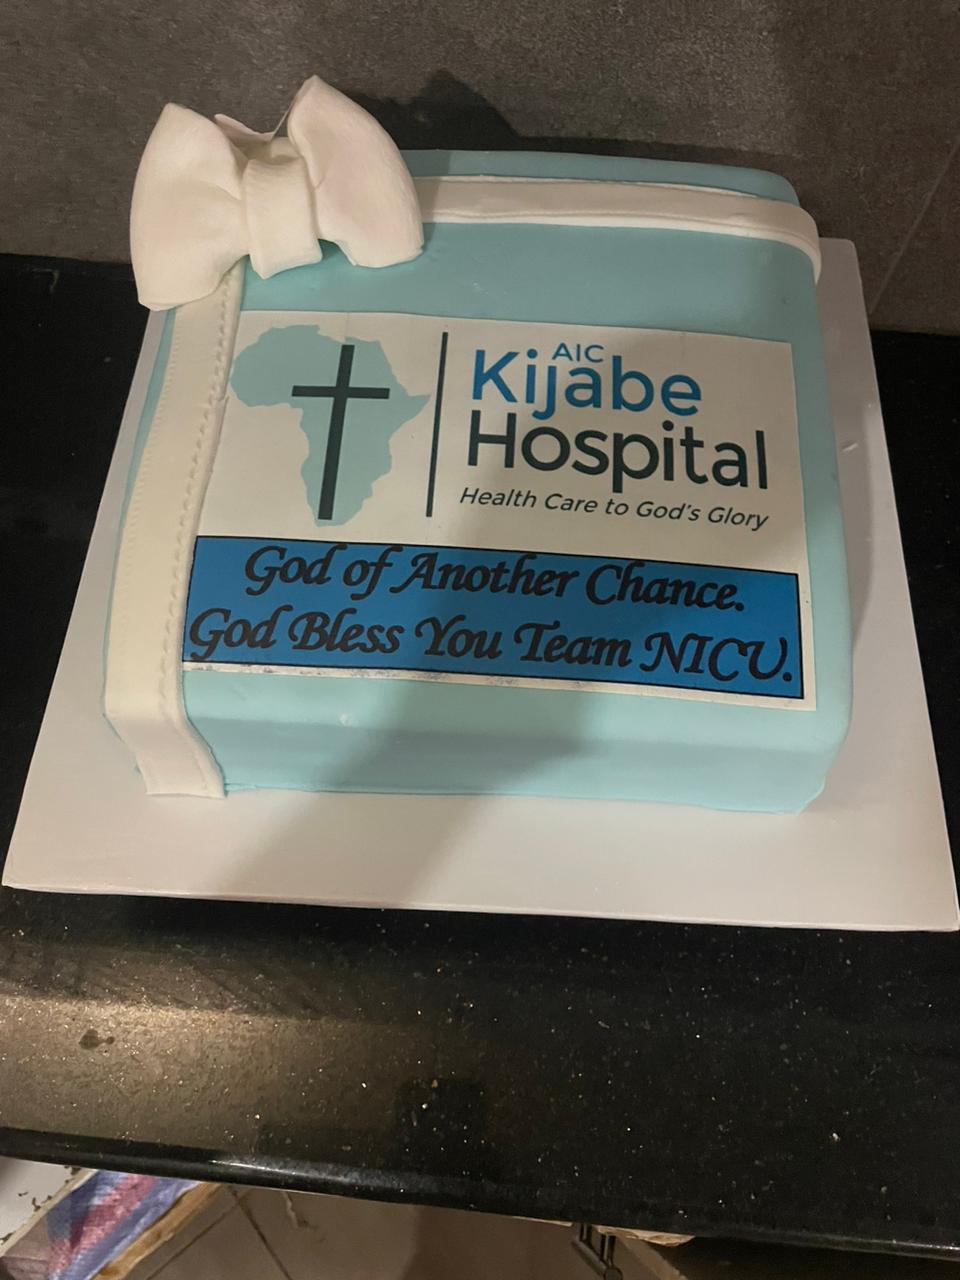 AIC
Kijabe
Hospital
Health Care to God's Glory
God of Another Chance.
God Bless You Team NICU.